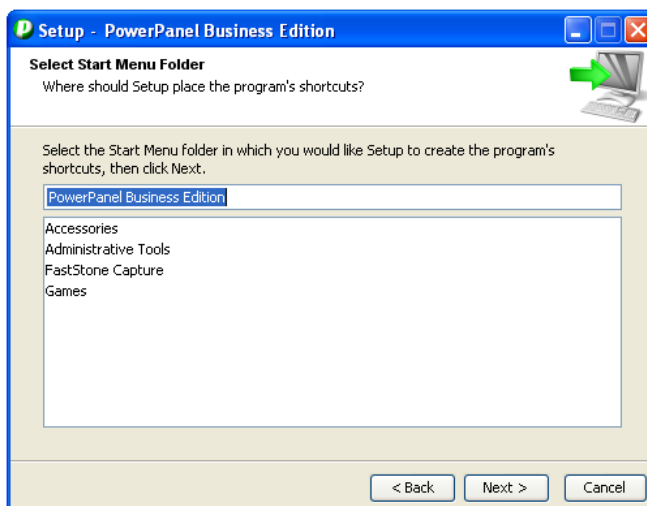 Setup - PowerPanel Business Edition
Select Start Menu Folder
Where should Setup place the program's shortcuts?
Select the Start Menu folder in which you would like Setup to create the program's
shortcuts, then click Next.
PowerPanel Business Edition
Accessories
Administrative Tools
FastStone Capture
Games
< Back Next > Cancel